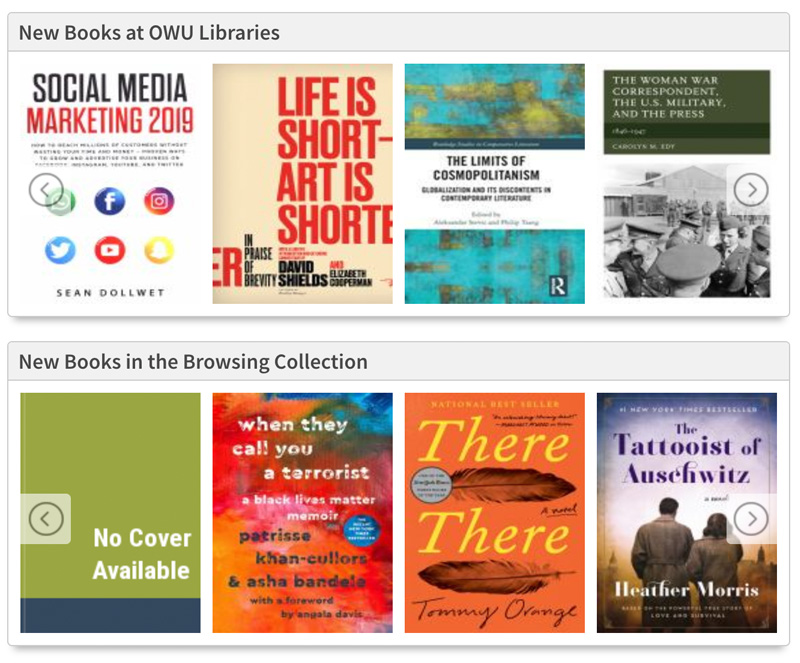 New Books at OWU Libraries
SOCIAL MEDIA
MARKETING 2019
HOW TO REACH MILLIONS OF CUSTOMERS WITHOUT
WASTING YOUR TIME AND MONEY - PROVEN WAYS
TO GROW AND ADVERTISE YOUR BUSINESS ON
INSTAGRAM, YOUTUBE, AND TWITTER
SEAN DOLLWET
LIFE IS
SHORT—
ART IS
SHORTE
ER
IN
PRAISE
OF
BREVITY
DAVID
SHIELDS
AND
ELIZABETH
COOPERMAN
Routledge Studies in Comparative Literature
THE LIMITS OF
COSMOPOLITANISM
GLOBALIZATION AND ITS DISCONTENTS IN
CONTEMPORARY LITERATURE
Edited by
Aleksandar Stević and Philip Tsang
R
THE WOMAN WAR
CORRESPONDENT,
THE U.S. MILITARY,
AND THE PRESS
1846–1947
CAROLYN M. EDY
New Books in the Browsing Collection
No Cover
Available
when they
call you
a terrorist
a black lives matter
memoir
patrisse
khan-cullors
& asha bandele
with a foreword
by angela davis
NATIONAL BEST SELLER
There
There
A novel
Tommy Orange
#1 NEW YORK TIMES BESTSELLER
The
Tattooist of
Auschwitz
a novel
Heather Morris
BASED ON THE POWERFUL TRUE STORY OF
LOVE AND SURVIVAL